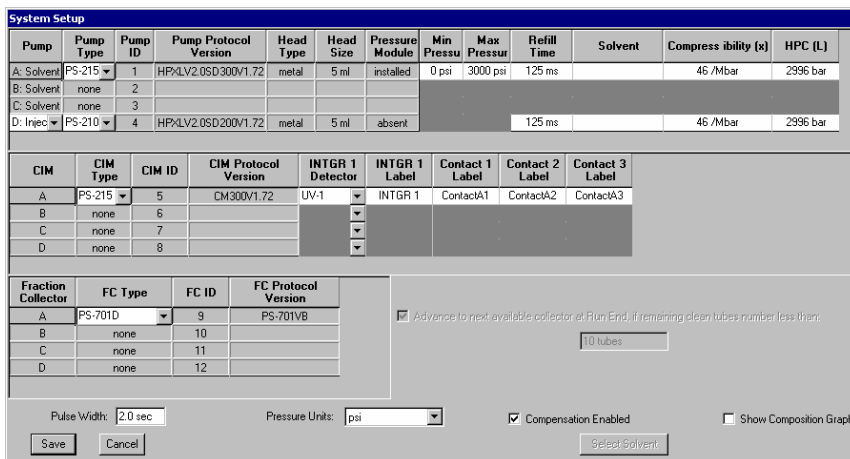 System Setup
Pump Pump Type Pump ID Pump Protocol Version Head Type Head Size Pressure Module Min Pressu Max Pressur Refill Time Solvent Compress ibility (x) HPC (L)
A: Solvent PS-215 1 HPXLV2.0SD300V1.72 metal 5 ml installed 0 psi 3000 psi 125 ms 46 /Mbar 2996 bar
B: Solvent none 2
C: Solvent none 3
D: Injec PS-210 4 HPXLV2.0SD200V1.72 metal 5 ml absent 125 ms 46 /Mbar 2996 bar
CIM CIM Type CIM ID CIM Protocol Version INTGR 1 Detector INTGR 1 Label Contact 1 Label Contact 2 Label Contact 3 Label
A PS-215 5 CM300V1.72 UV-1 INTGR 1 ContactA1 ContactA2 ContactA3
B none 6
C none 7
D none 8
Fraction Collector FC Type FC ID FC Protocol Version
A PS-701D 9 PS-701VB
B none 10
C none 11
D none 12
Advance to next available collector at Run End, if remaining clean tubes number less than:
10 tubes
Pulse Width: 2.0 sec Pressure Units: psi Compensation Enabled Show Composition Grap
Save Cancel Select Solvent